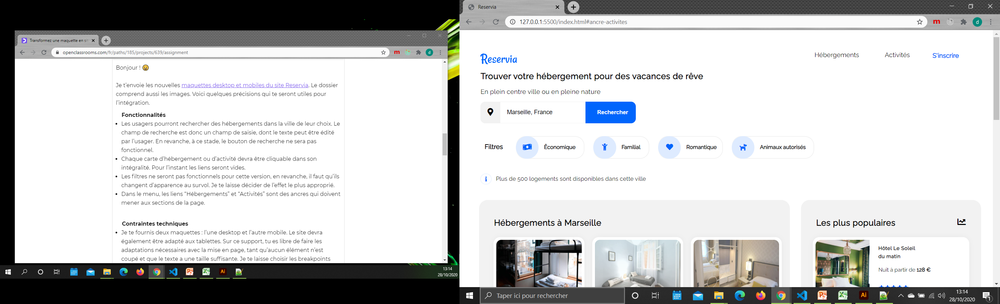 Transformez une maquette en sit
openclassrooms.com/fr/paths/185/projects/639/assignment
m
d
Bonjour ! 😀
Je t’envoie les nouvelles maquettes desktop et mobiles du site Reservia. Le dossier
comprend aussi les images. Voici quelques précisions qui te seront utiles pour
l’intégration.
Fonctionnalités
Les usagers pourront rechercher des hébergements dans la ville de leur choix. Le
champ de recherche est donc un champ de saisie, dont le texte peut être édité
par l’usager. En revanche, à ce stade, le bouton de recherche ne sera pas
fonctionnel.
Chaque carte d’hébergement ou d’activité devra être cliquable dans son
intégralité. Pour l’instant les liens seront vides.
Les filtres ne seront pas fonctionnels pour cette version, en revanche, il faut qu’ils
changent d’apparence au survol. Je te laisse décider de l’effet le plus approprié.
Dans le menu, les liens “Hébergements” et “Activités” sont des ancres qui doivent
mener aux sections de la page.
Contraintes techniques
Je te fournis deux maquettes : l’une desktop et l’autre mobile. Le site devra
également être adapté aux tablettes. Sur ce support, tu es libre de faire les
adaptations nécessaires avec la mise en page, tant qu’aucun élément n’est
coupé et que le texte a une taille suffisante. Je te laisse choisir les breakpoints
Ai
13:14
28/10/2020
Reservia
127.0.0.1:5500/index.html#ancre-activites
m
d
Reservia
Hébergements
Activités
S'inscrire
Trouver votre hébergement pour des vacances de rêve
En plein centre ville ou en pleine nature
Marseille, France
Rechercher
Filtres
Économique
Familial
Romantique
Animaux autorisés
Plus de 500 logements sont disponibles dans cette ville
Hébergements à Marseille
Les plus populaires
Hôtel Le Soleil
du matin
Nuit à partir de 128 €
Taper ici pour rechercher
Ai
13:14
28/10/2020
1